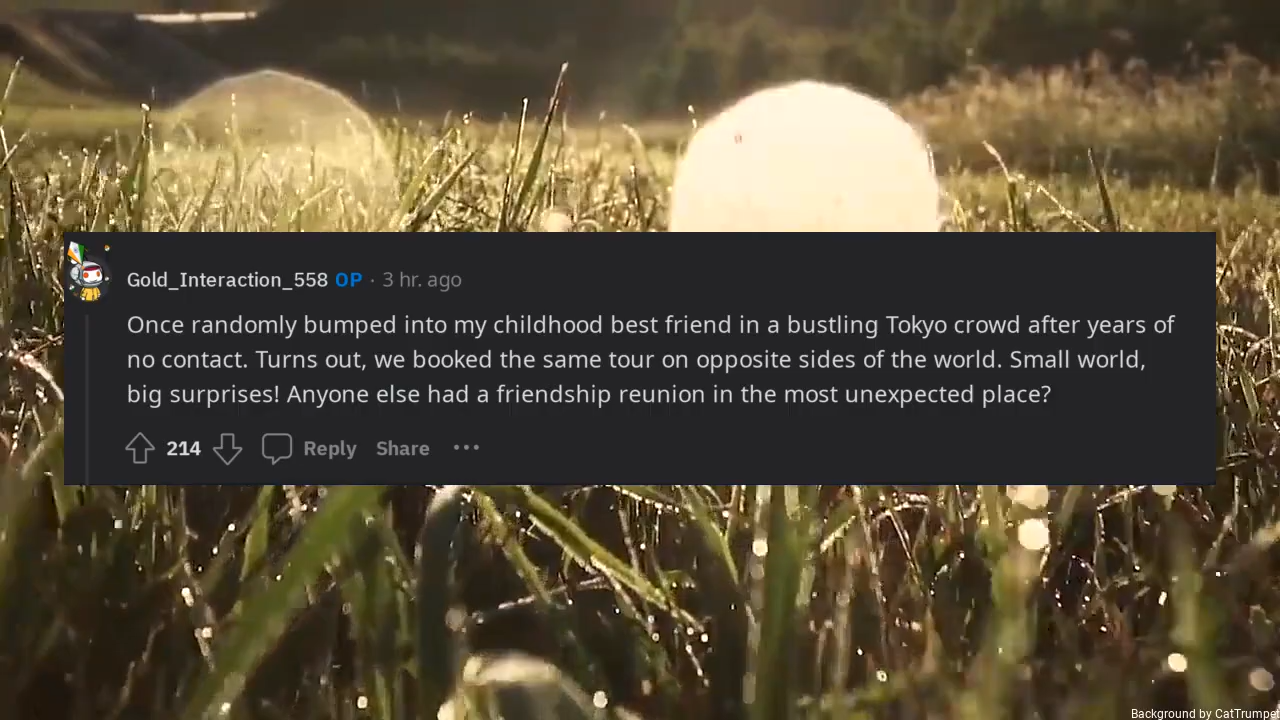 Gold_Interaction_558 OP · 3 hr. ago
Once randomly bumped into my childhood best friend in a bustling Tokyo crowd after years of
no contact. Turns out, we booked the same tour on opposite sides of the world. Small world,
big surprises! Anyone else had a friendship reunion in the most unexpected place?
214 Reply Share ···
Background by CatTrumpet